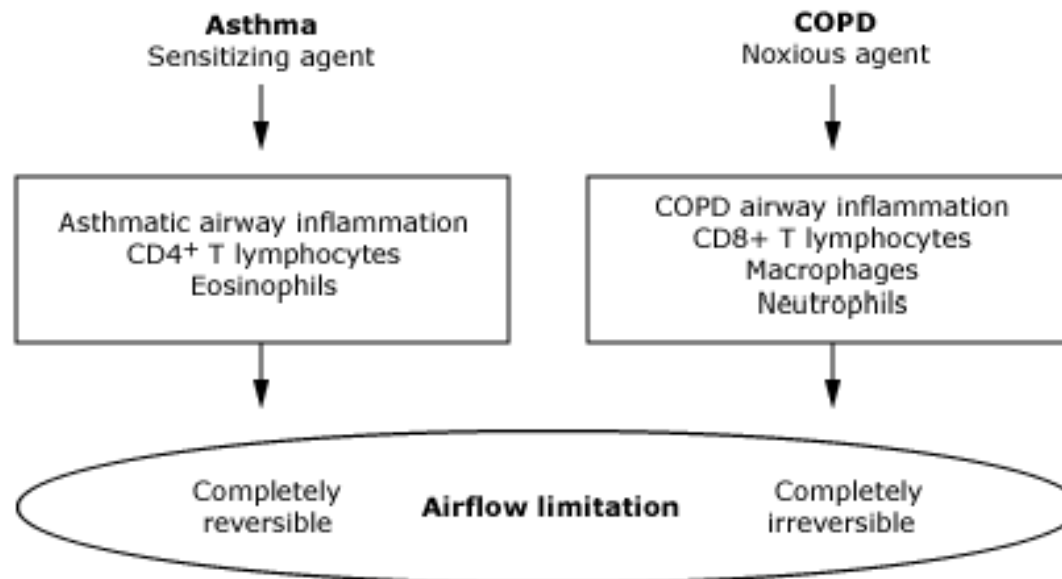 Asthma
Sensitizing agent
COPD
Noxious agent
Asthmatic airway inflammation
CD4+ T lymphocytes
Eosinophils
COPD airway inflammation
CD8+ T lymphocytes
Macrophages
Neutrophils
Completely
reversible
Airflow limitation
Completely
irreversible